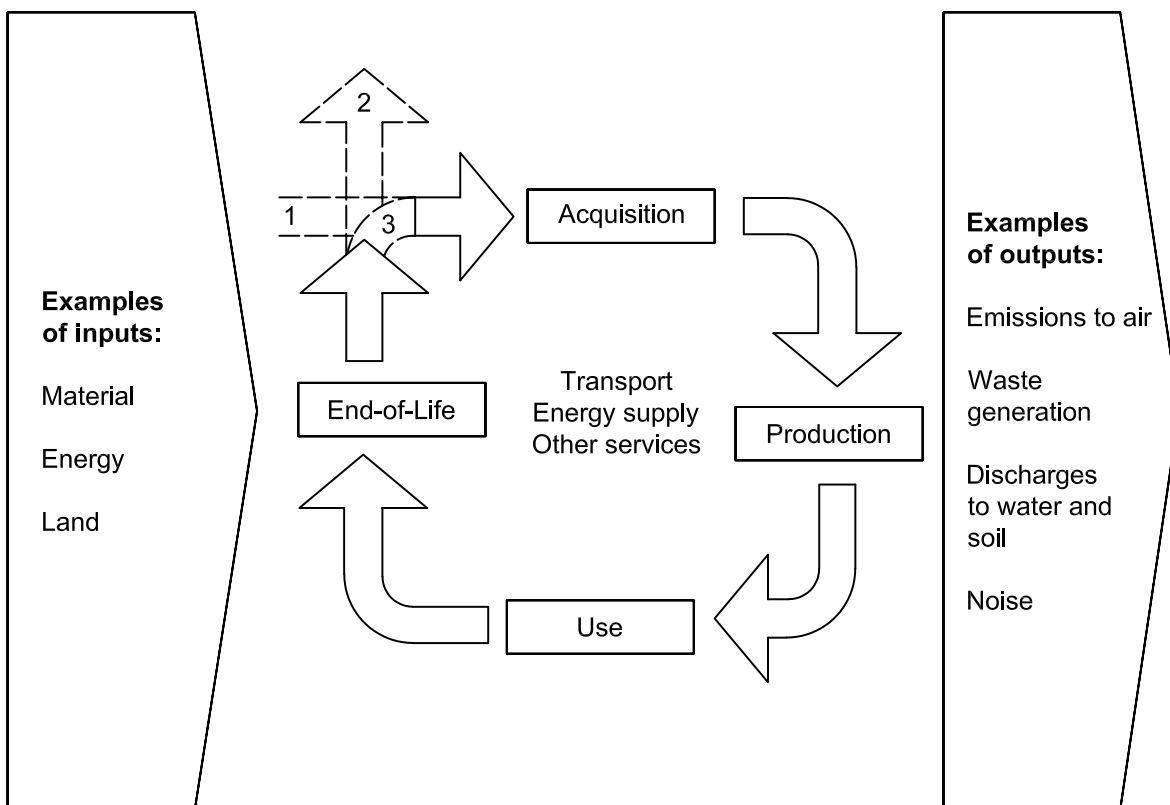 Examples
of inputs:
Material
Energy
Land
2
1
3
Acquisition
Transport
Energy supply
Other services
End-of-Life
Production
Use
Examples
of outputs:
Emissions to air
Waste
generation
Discharges
to water and
soil
Noise